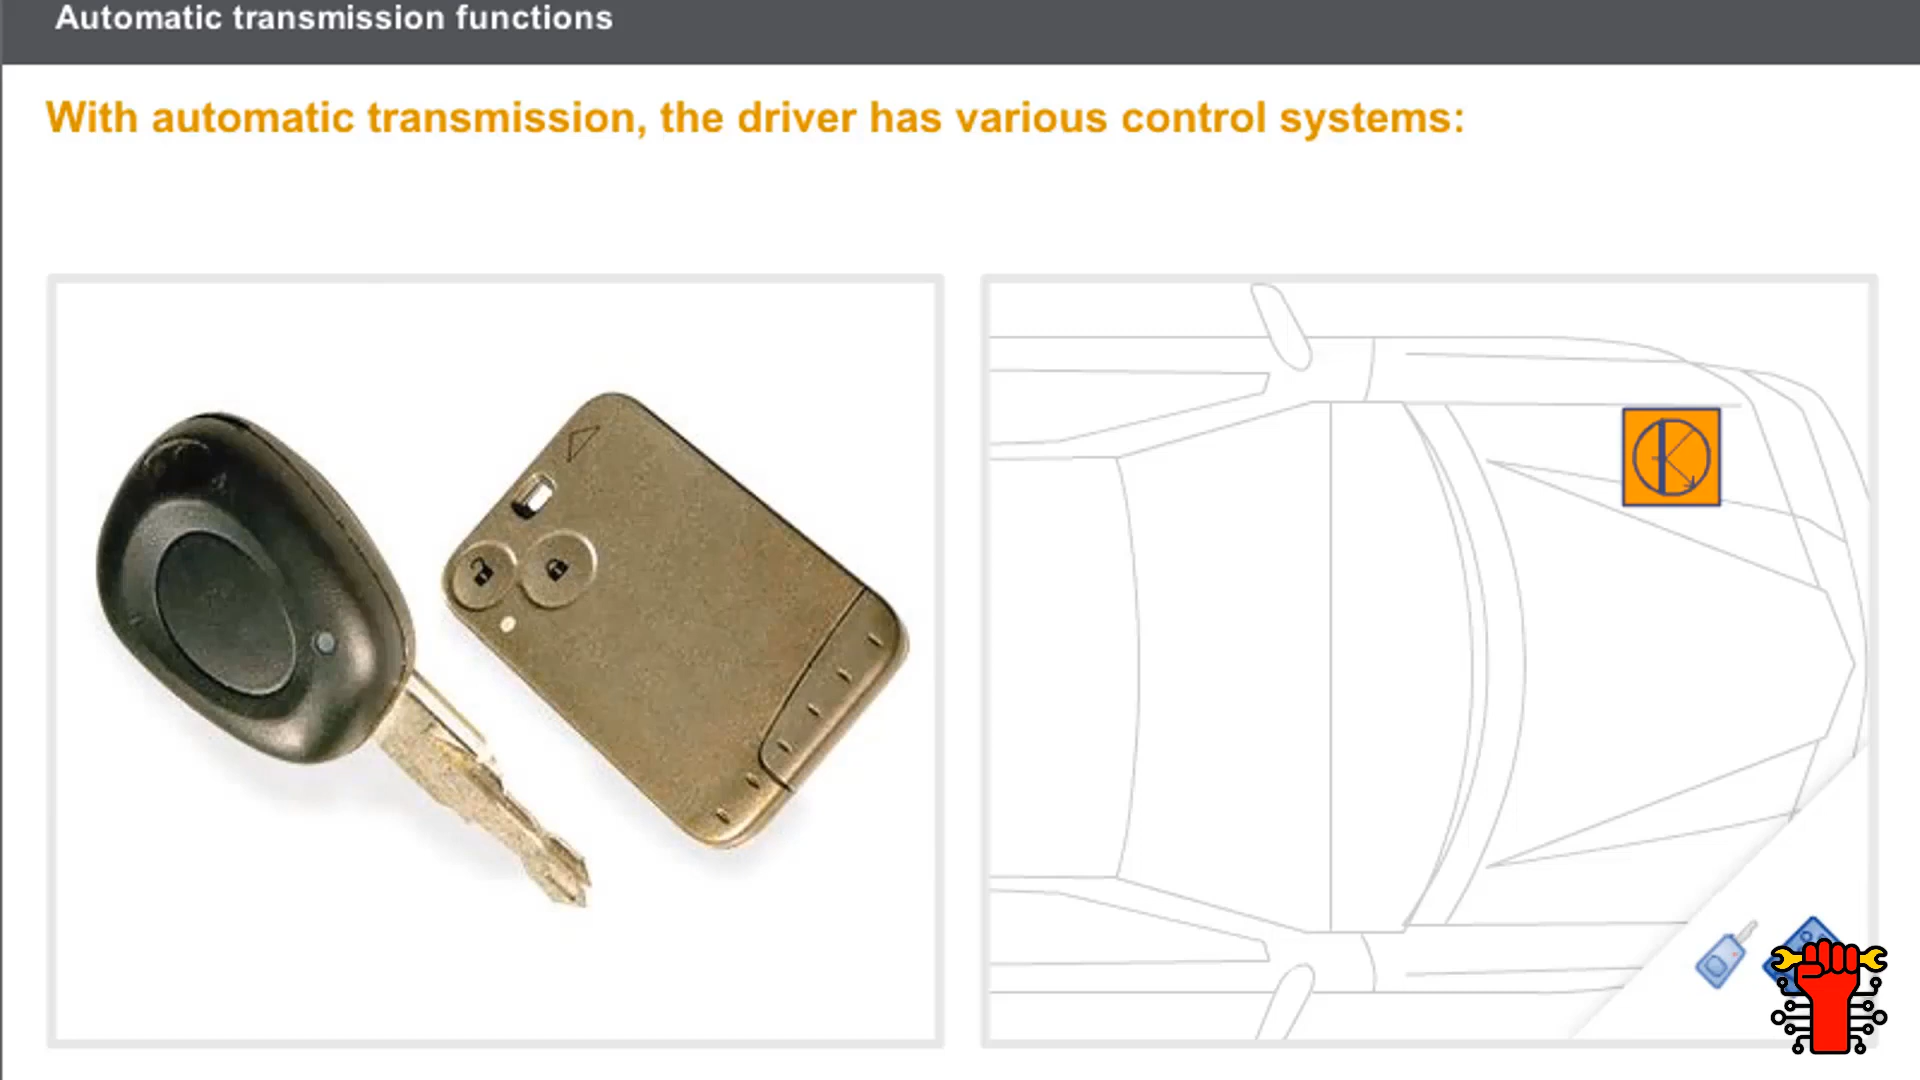 Automatic transmission functions
With automatic transmission, the driver has various control systems: